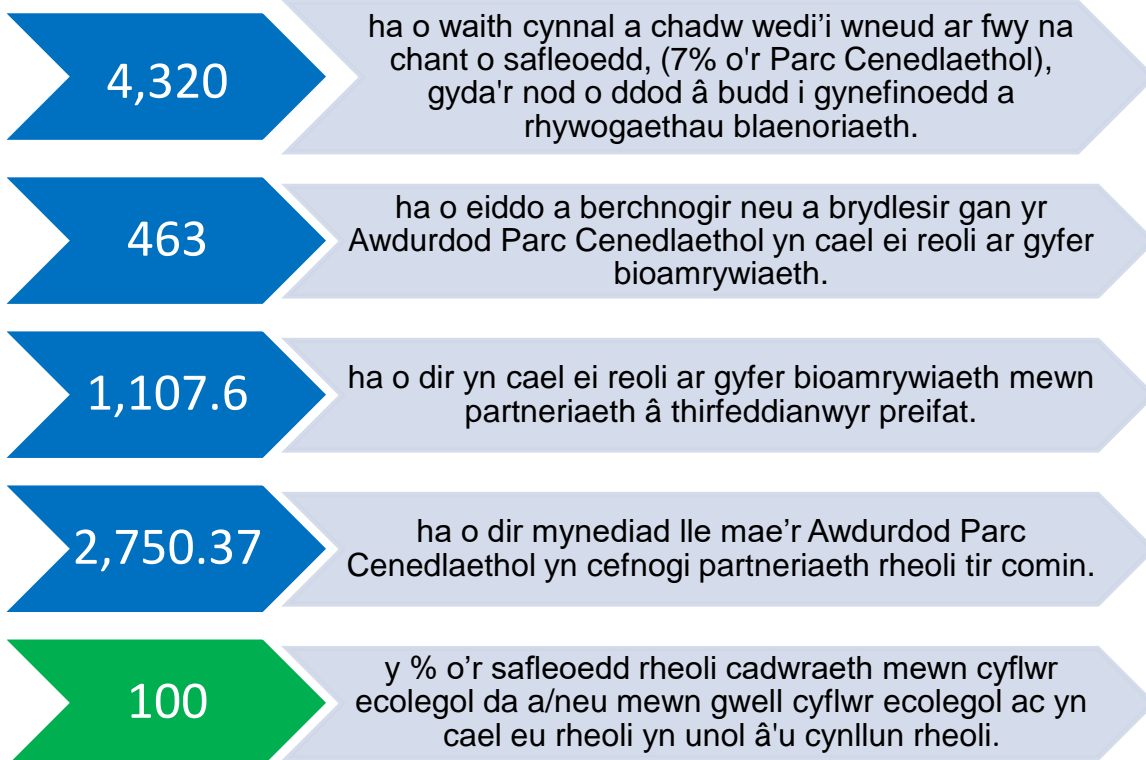 4,320
ha o waith cynnal a chadw wedi'i wneud ar fwy na
chant o safleoedd, (7% o'r Parc Cenedlaethol),
gyda'r nod o ddod â budd i gynefinoedd a
rhywogaethau blaenoriaeth.
463
ha o eiddo a berchnogir neu a brydlesir gan yr
Awdurdod Parc Cenedlaethol yn cael ei reoli ar gyfer
bioamrywiaeth.
1,107.6
ha o dir yn cael ei reoli ar gyfer bioamrywiaeth mewn
partneriaeth â thirfeddianwyr preifat.
2,750.37
ha o dir mynediad lle mae'r Awdurdod Parc
Cenedlaethol yn cefnogi partneriaeth rheoli tir comin.
100
y % o'r safleoedd rheoli cadwraeth mewn cyflwr
ecolegol da a/neu mewn gwell cyflwr ecolegol ac yn
cael eu rheoli yn unol â'u cynllun rheoli.